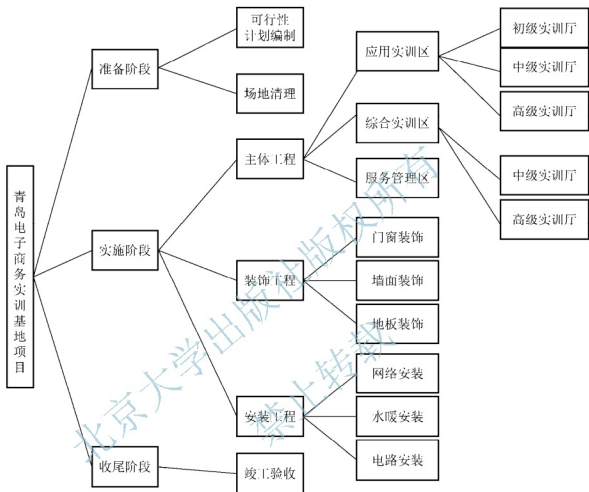 青岛电子商务实训基地项目
准备阶段
可行性
计划编制
场地清理
实施阶段
主体工程
应用实训区
初级实训厅
中级实训厅
高级实训厅
综合实训区
中级实训厅
高级实训厅
服务管理区
装饰工程
门窗装饰
墙面装饰
地板装饰
安装工程
网络安装
水暖安装
电路安装
收尾阶段
竣工验收
北京大学出版社版权所有
禁止转载